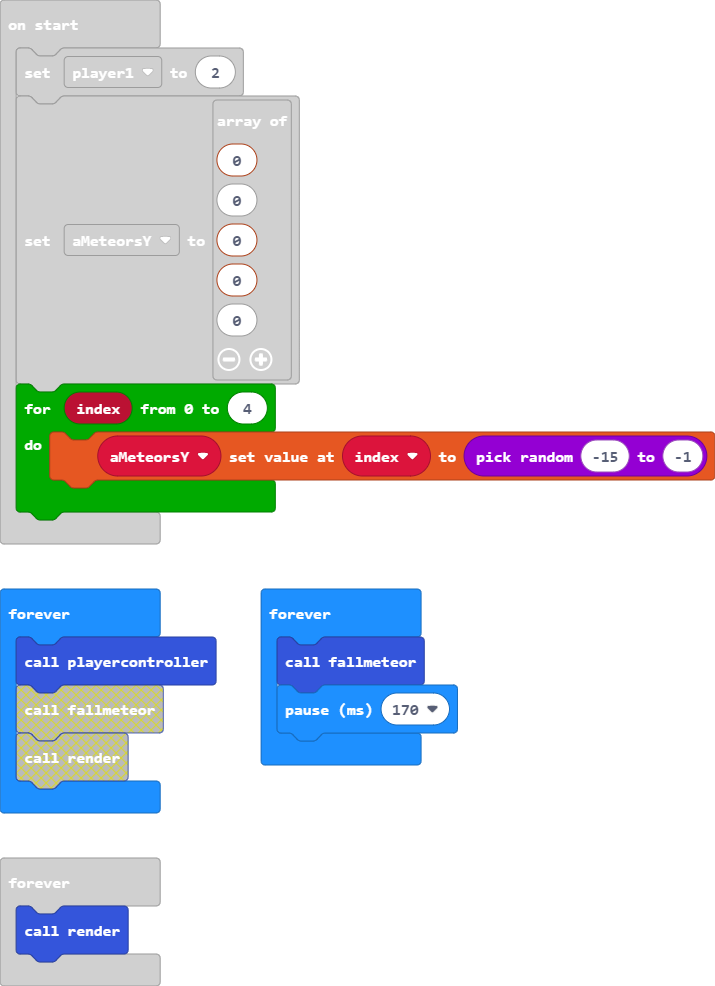 on start
set player1 to 2
array of
0
0
set aMeteorsY to 0
0
0
for index from 0 to 4
do aMeteorsY set value at index to pick random -15 to -1
forever
call playercontroller
call fallmeteor
call render
forever
call fallmeteor
pause (ms) 170
forever
call render